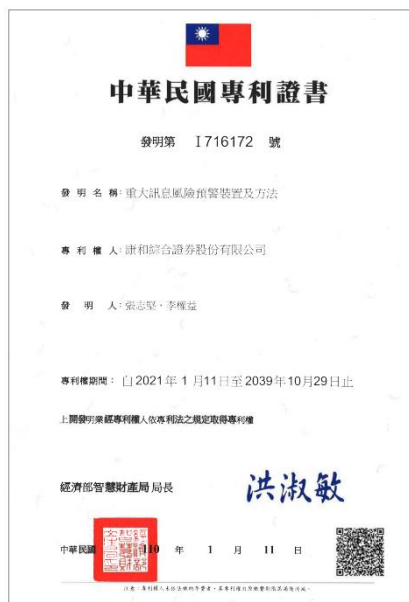 中華民國專利證書
發明第 I716172 號
發明名稱：重大訊息風險預警裝置及方法
專利權人：康和綜合證券股份有限公司
發明人：張志堅、李權益
專利權期間：自2021年1月11日至2039年10月29日止
上開發明業經專利權人依專利法之規定取得專利權
經濟部智慧財產局 局長 洪淑敏
中華民國 110 年 1 月 11 日